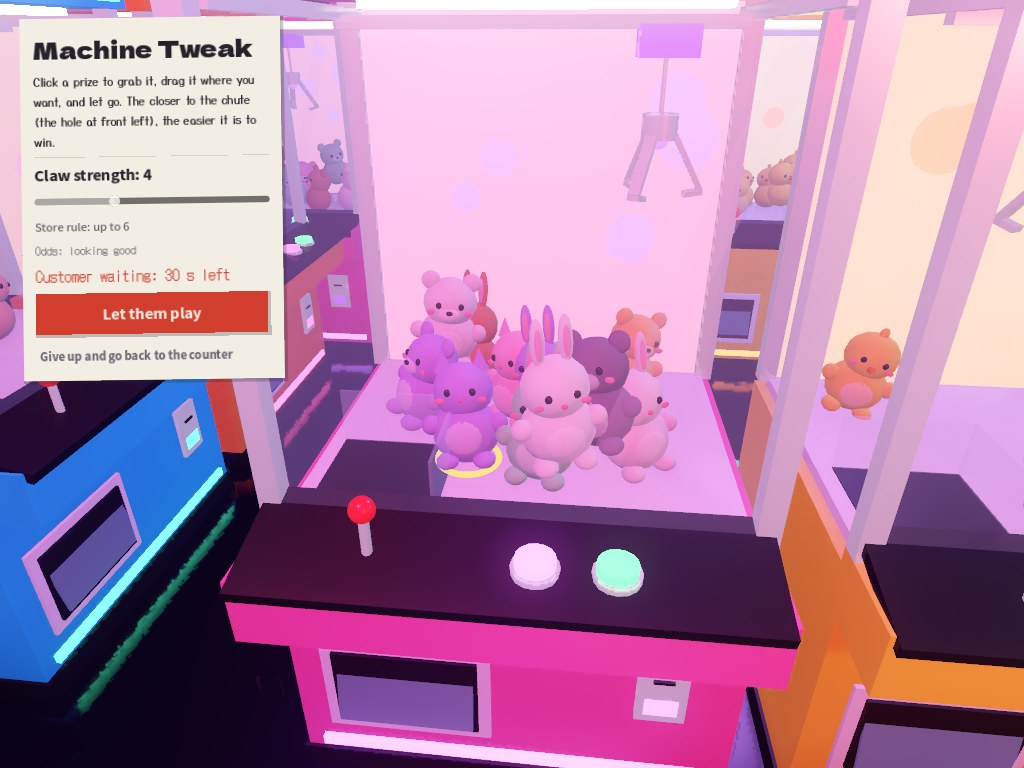 Machine Tweak
Click a prize to grab it, drag it where you
want, and let go. The closer to the chute
(the hole at front left), the easier it is to
win.
Claw strength: 4
Store rule: up to 6
Odds: looking good
Customer waiting: 30 s left
Let them play
Give up and go back to the counter